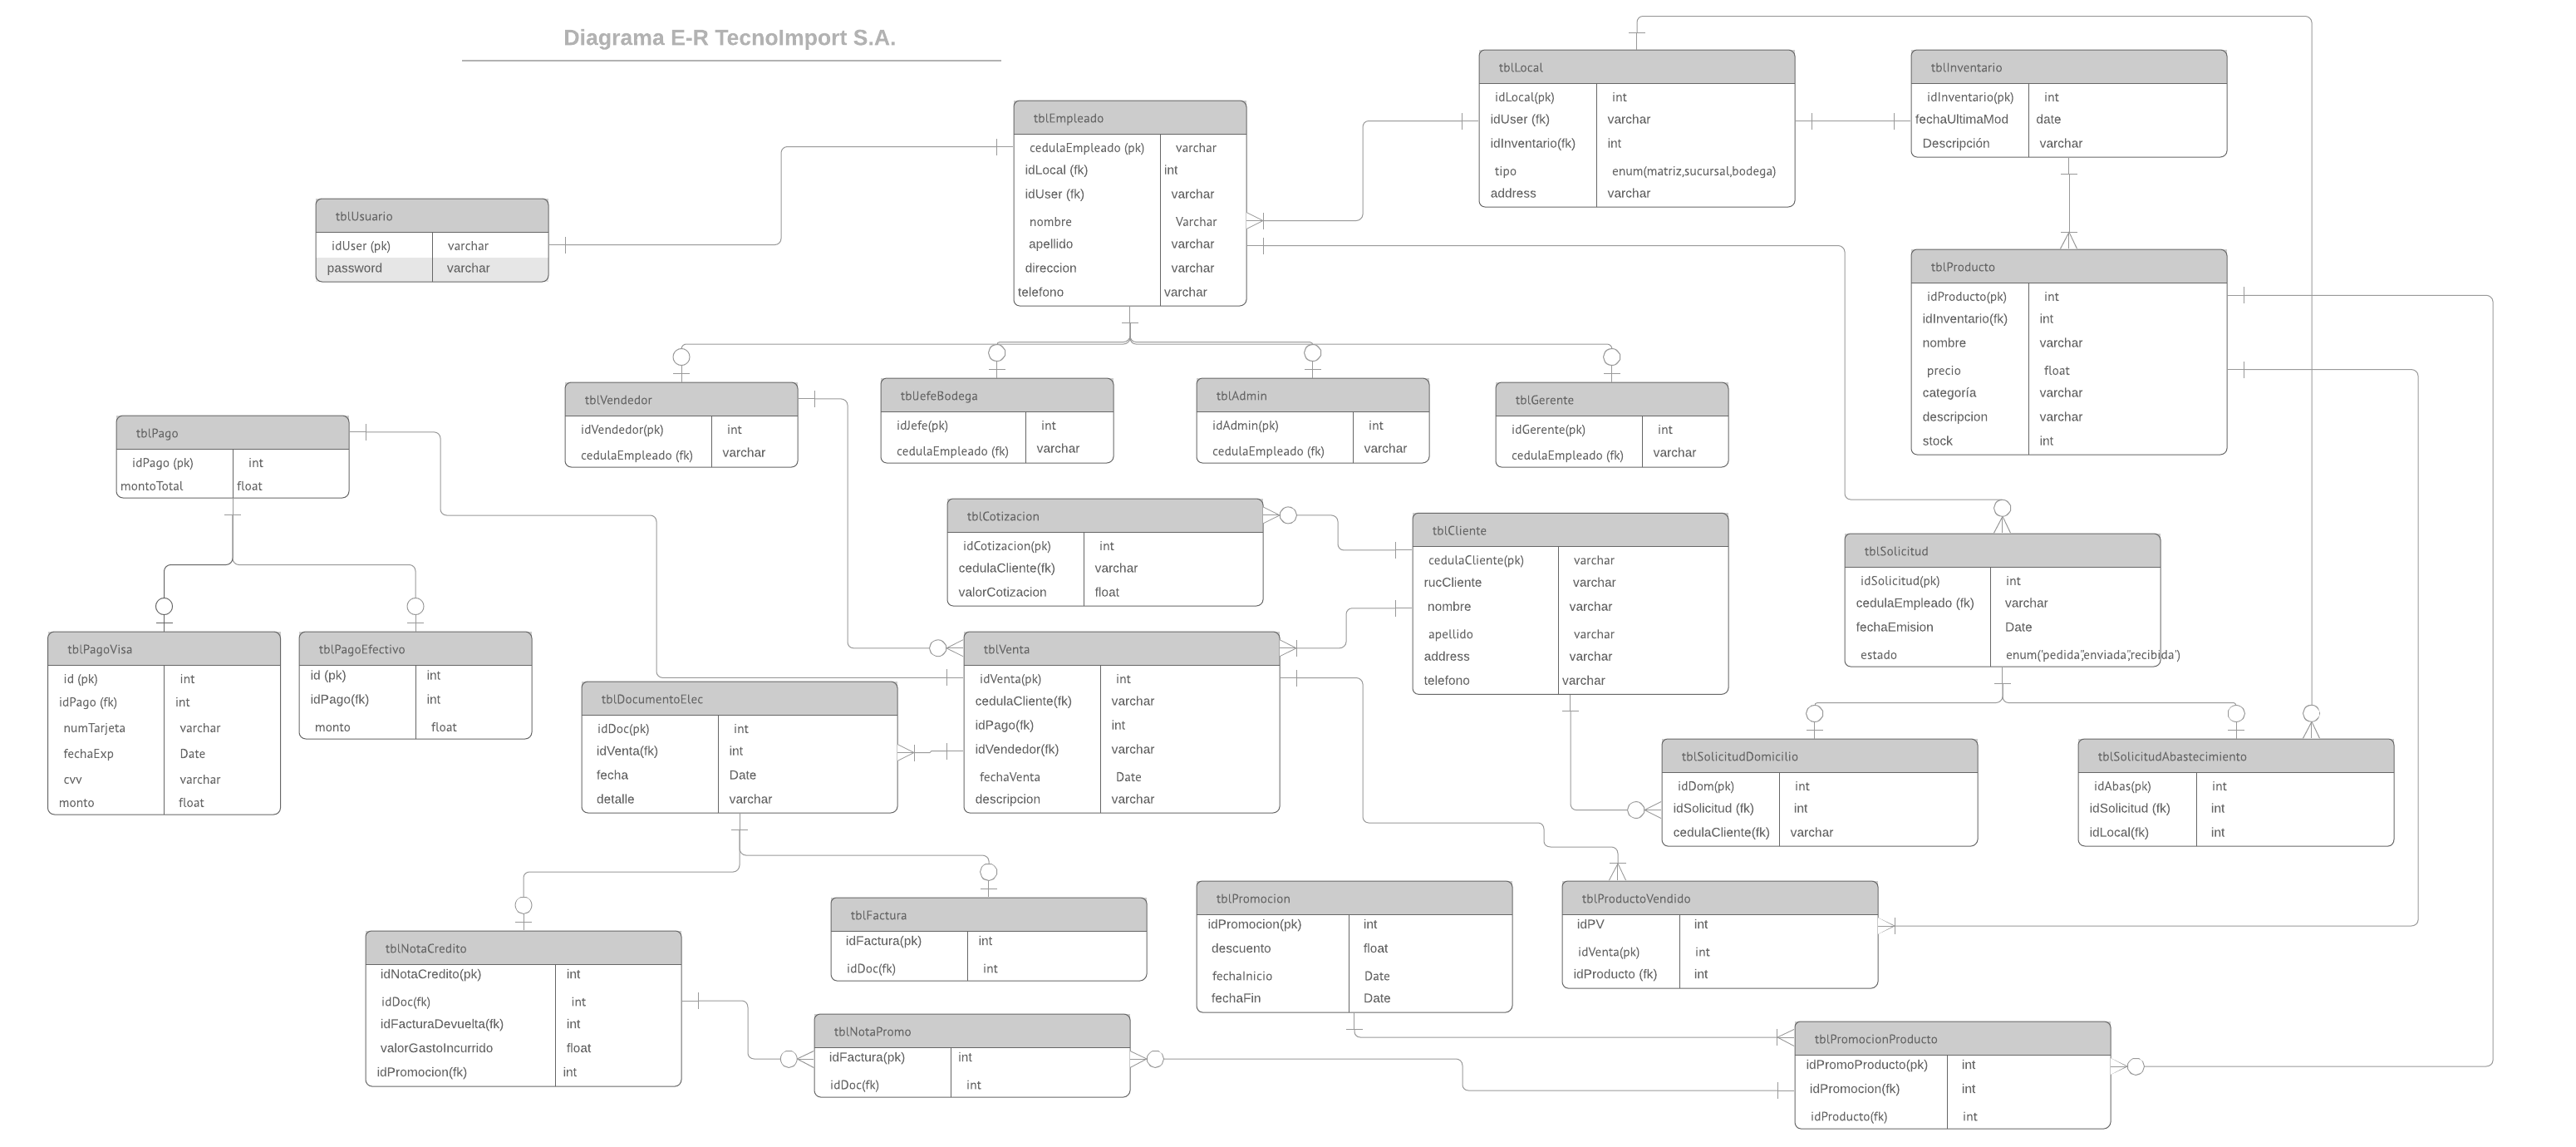 Diagrama E-R TecnoImport S.A.
tblLocal
idLocal(pk) int
idUser (fk) varchar
idInventario(fk) int
tipo enum(matriz,sucursal,bodega)
address varchar
tblInventario
idInventario(pk) int
fechaUltimaMod date
Descripción varchar
tblEmpleado
cedulaEmpleado (pk) varchar
idLocal (fk) int
idUser (fk) varchar
nombre Varchar
apellido varchar
direccion varchar
telefono varchar
tblUsuario
idUser (pk) varchar
password varchar
tblProducto
idProducto(pk) int
idInventario(fk) int
nombre varchar
precio float
categoría varchar
descripcion varchar
stock int
tblVendedor
idVendedor(pk) int
cedulaEmpleado (fk) varchar
tblJefeBodega
idJefe(pk) int
cedulaEmpleado (fk) varchar
tblAdmin
idAdmin(pk) int
cedulaEmpleado (fk) varchar
tblGerente
idGerente(pk) int
cedulaEmpleado (fk) varchar
tblPago
idPago (pk) int
montoTotal float
tblCotizacion
idCotizacion(pk) int
cedulaCliente(fk) varchar
valorCotizacion float
tblCliente
cedulaCliente(pk) varchar
rucCliente varchar
nombre varchar
apellido varchar
address varchar
telefono varchar
tblSolicitud
idSolicitud(pk) int
cedulaEmpleado (fk) varchar
fechaEmision Date
estado enum('pedida','enviada','recibida')
tblPagoVisa
id (pk) int
idPago (fk) int
numTarjeta varchar
fechaExp Date
cvv varchar
monto float
tblPagoEfectivo
id (pk) int
idPago(fk) int
monto float
tblVenta
idVenta(pk) int
cedulaCliente(fk) varchar
idPago(fk) int
idVendedor(fk) varchar
fechaVenta Date
descripcion varchar
tblDocumentoElec
idDoc(pk) int
idVenta(fk) int
fecha Date
detalle varchar
tblSolicitudDomicilio
idDom(pk) int
idSolicitud (fk) int
cedulaCliente(fk) varchar
tblSolicitudAbastecimiento
idAbas(pk) int
idSolicitud (fk) int
idLocal(fk) int
tblFactura
idFactura(pk) int
idDoc(fk) int
tblPromocion
idPromocion(pk) int
descuento float
fechaInicio Date
fechaFin Date
tblProductoVendido
idPV int
idVenta(pk) int
idProducto (fk) int
tblNotaCredito
idNotaCredito(pk) int
idDoc(fk) int
idFacturaDevuelta(fk) int
valorGastoIncurrido float
idPromocion(fk) int
tblNotaPromo
idFactura(pk) int
idDoc(fk) int
tblPromocionProducto
idPromoProducto(pk) int
idPromocion(fk) int
idProducto(fk) int